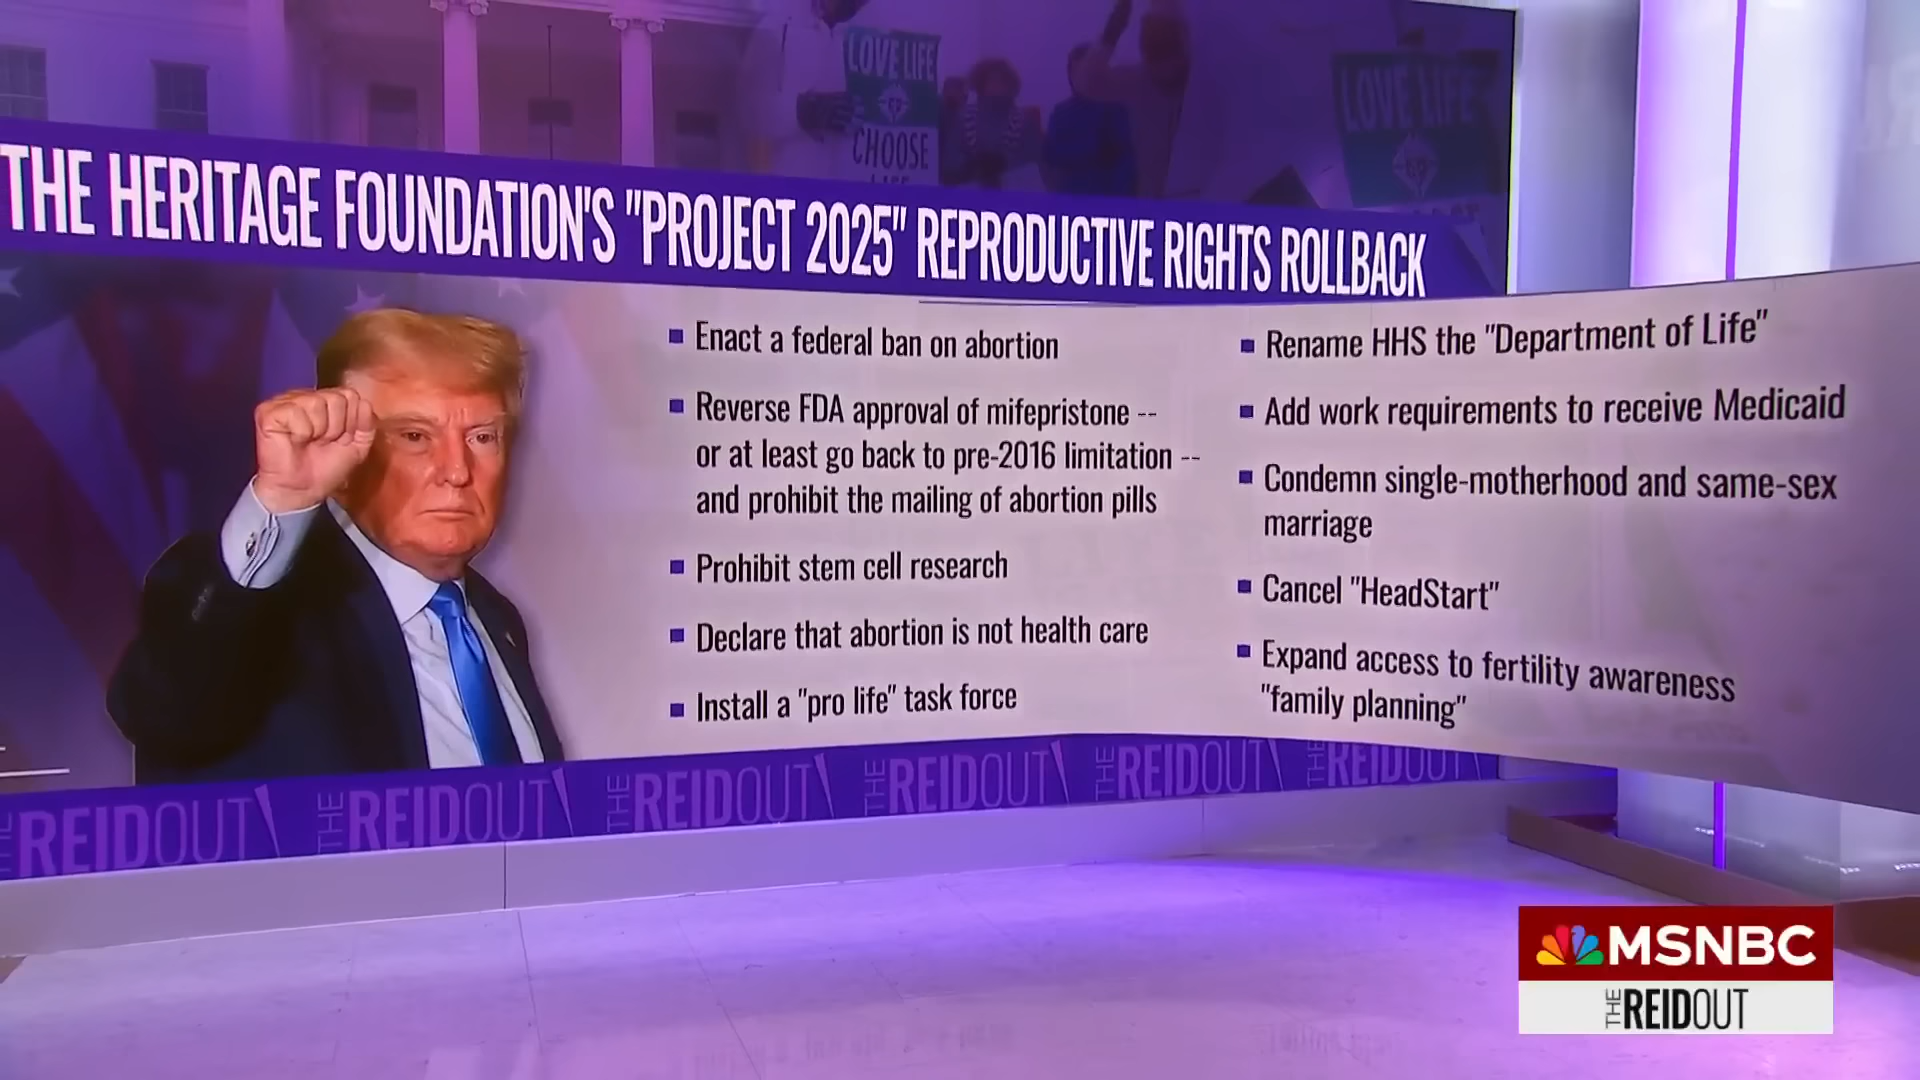 LOVE LIFE
CHOOSE
LIFE
LOVE LIFE
THE HERITAGE FOUNDATION'S "PROJECT 2025" REPRODUCTIVE RIGHTS ROLLBACK
Enact a federal ban on abortion
Reverse FDA approval of mifepristone --
or at least go back to pre-2016 limitation --
and prohibit the mailing of abortion pills
Prohibit stem cell research
Declare that abortion is not health care
Install a "pro life" task force
Rename HHS the "Department of Life"
Add work requirements to receive Medicaid
Condemn single-motherhood and same-sex
marriage
Cancel "HeadStart"
Expand access to fertility awareness
"family planning"
THE REIDOUT
THE REIDOUT
THE REIDOUT
THE REIDOUT
THE REIDOUT
THE REIDOUT
MSNBC
THE REIDOUT